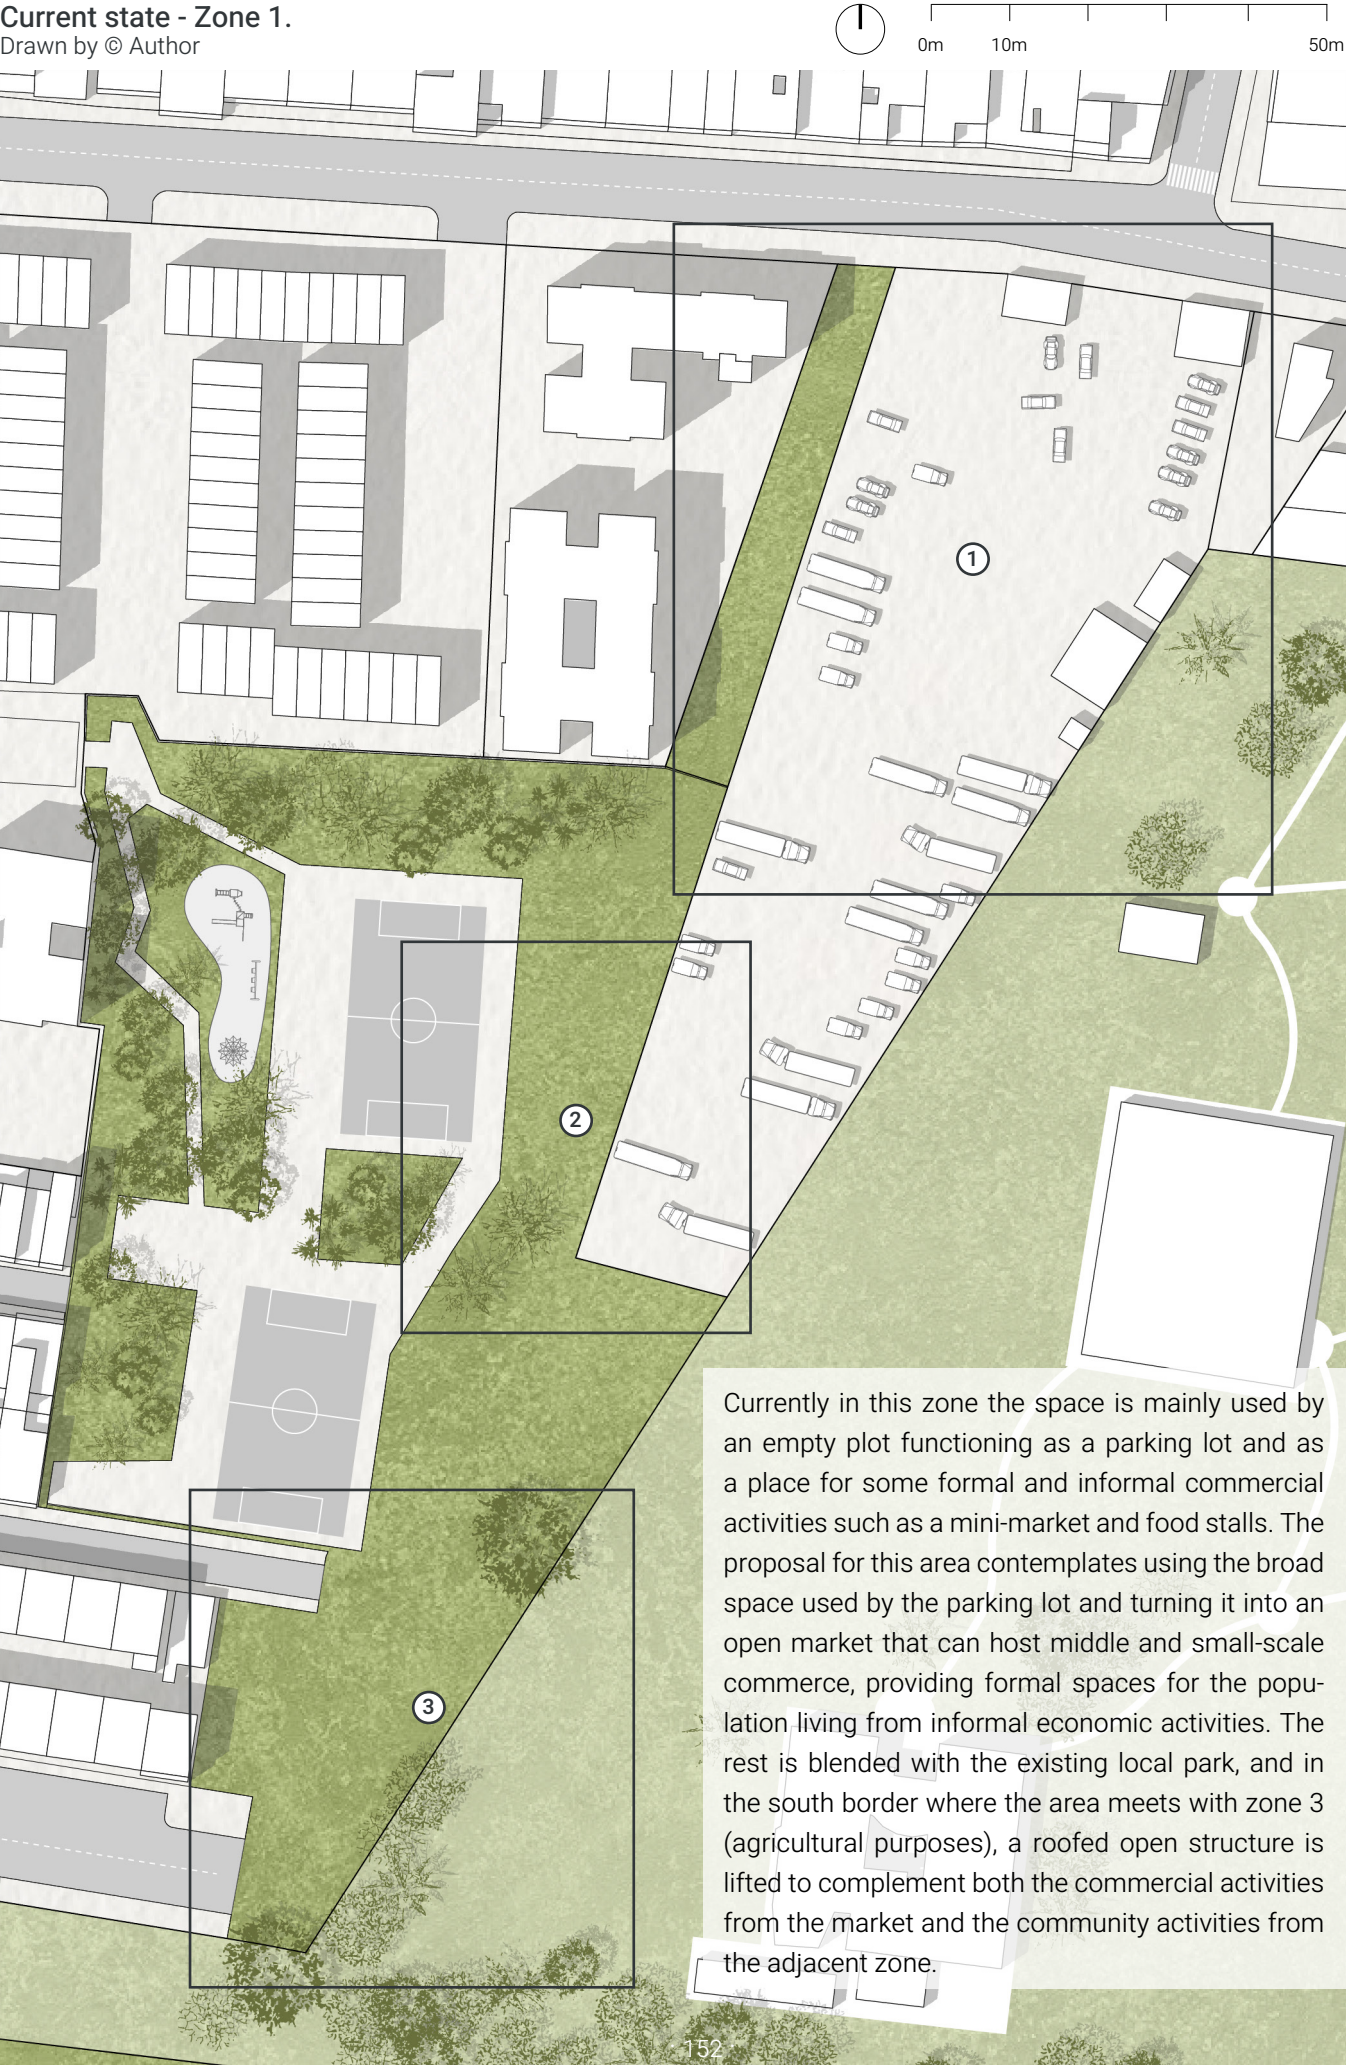 Current state - Zone 1.
Drawn by © Author
0m 10m 50m
1
2
3
Currently in this zone the space is mainly used by
an empty plot functioning as a parking lot and as
a place for some formal and informal commercial
activities such as a mini-market and food stalls. The
proposal for this area contemplates using the broad
space used by the parking lot and turning it into an
open market that can host middle and small-scale
commerce, providing formal spaces for the popu-
lation living from informal economic activities. The
rest is blended with the existing local park, and in
the south border where the area meets with zone 3
(agricultural purposes), a roofed open structure is
lifted to complement both the commercial activities
from the market and the community activities from
the adjacent zone.
152